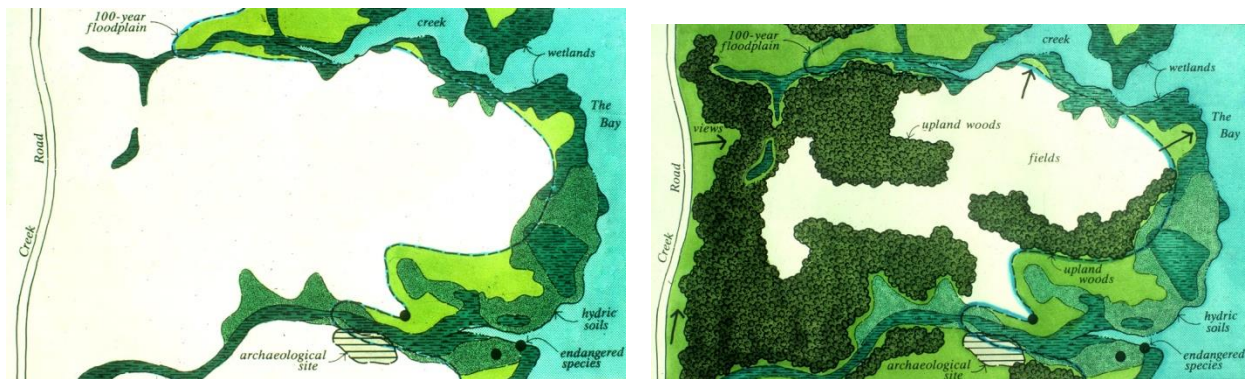 100-year
floodplain
creek
wetlands
The
Bay
Road
Creek
hydric
soils
endangered
species
archaeological
site
100-year
floodplain
creek
wetlands
The
Bay
views
upland woods
fields
Road
Creek
upland
woods
hydric
soils
endangered
species
archaeological
site